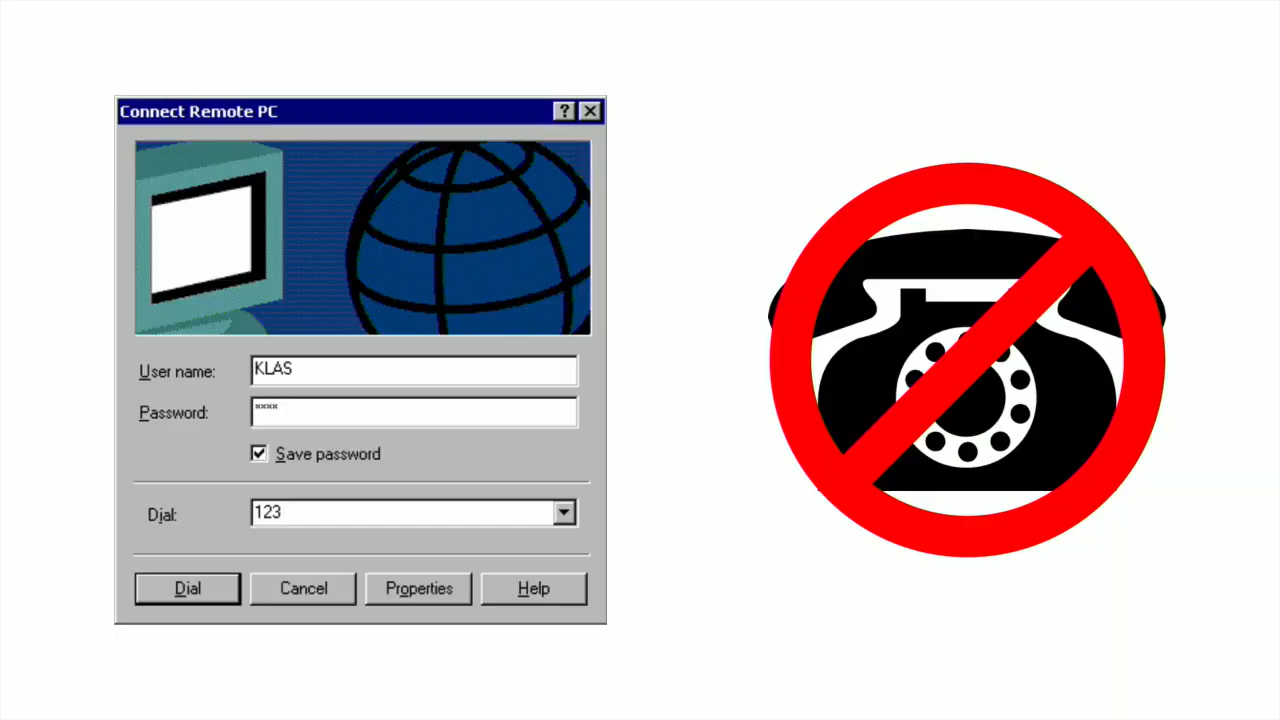 Connect Remote PC
User name: KLAS
Password: ****
Save password
Dial: 123
Dial Cancel Properties Help